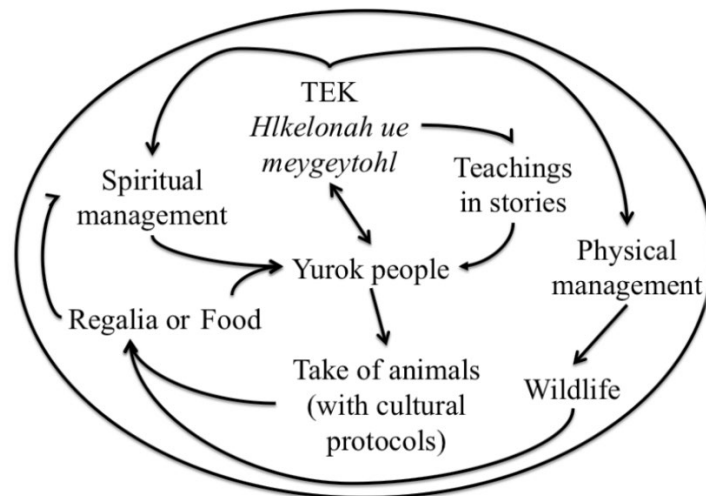 TEK
Hlkelonah ue
meygeytohl
Teachings
in stories
Spiritual
management
Physical
management
Yurok people
Regalia or Food
Take of animals
(with cultural
protocols)
Wildlife